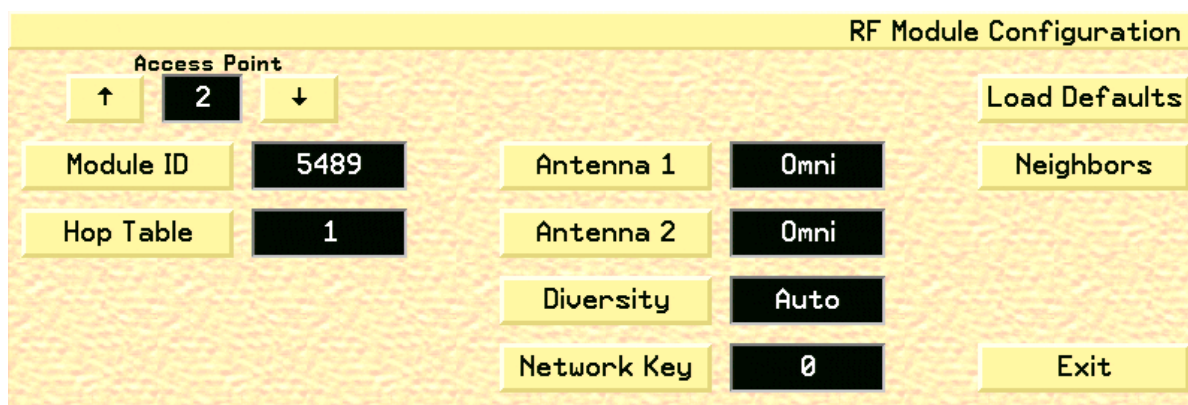 RF Module Configuration
Access Point
↑ 2 ↓ Load Defaults
Module ID 5489 Antenna 1 Omni Neighbors
Hop Table 1 Antenna 2 Omni
Diversity Auto
Network Key 0 Exit